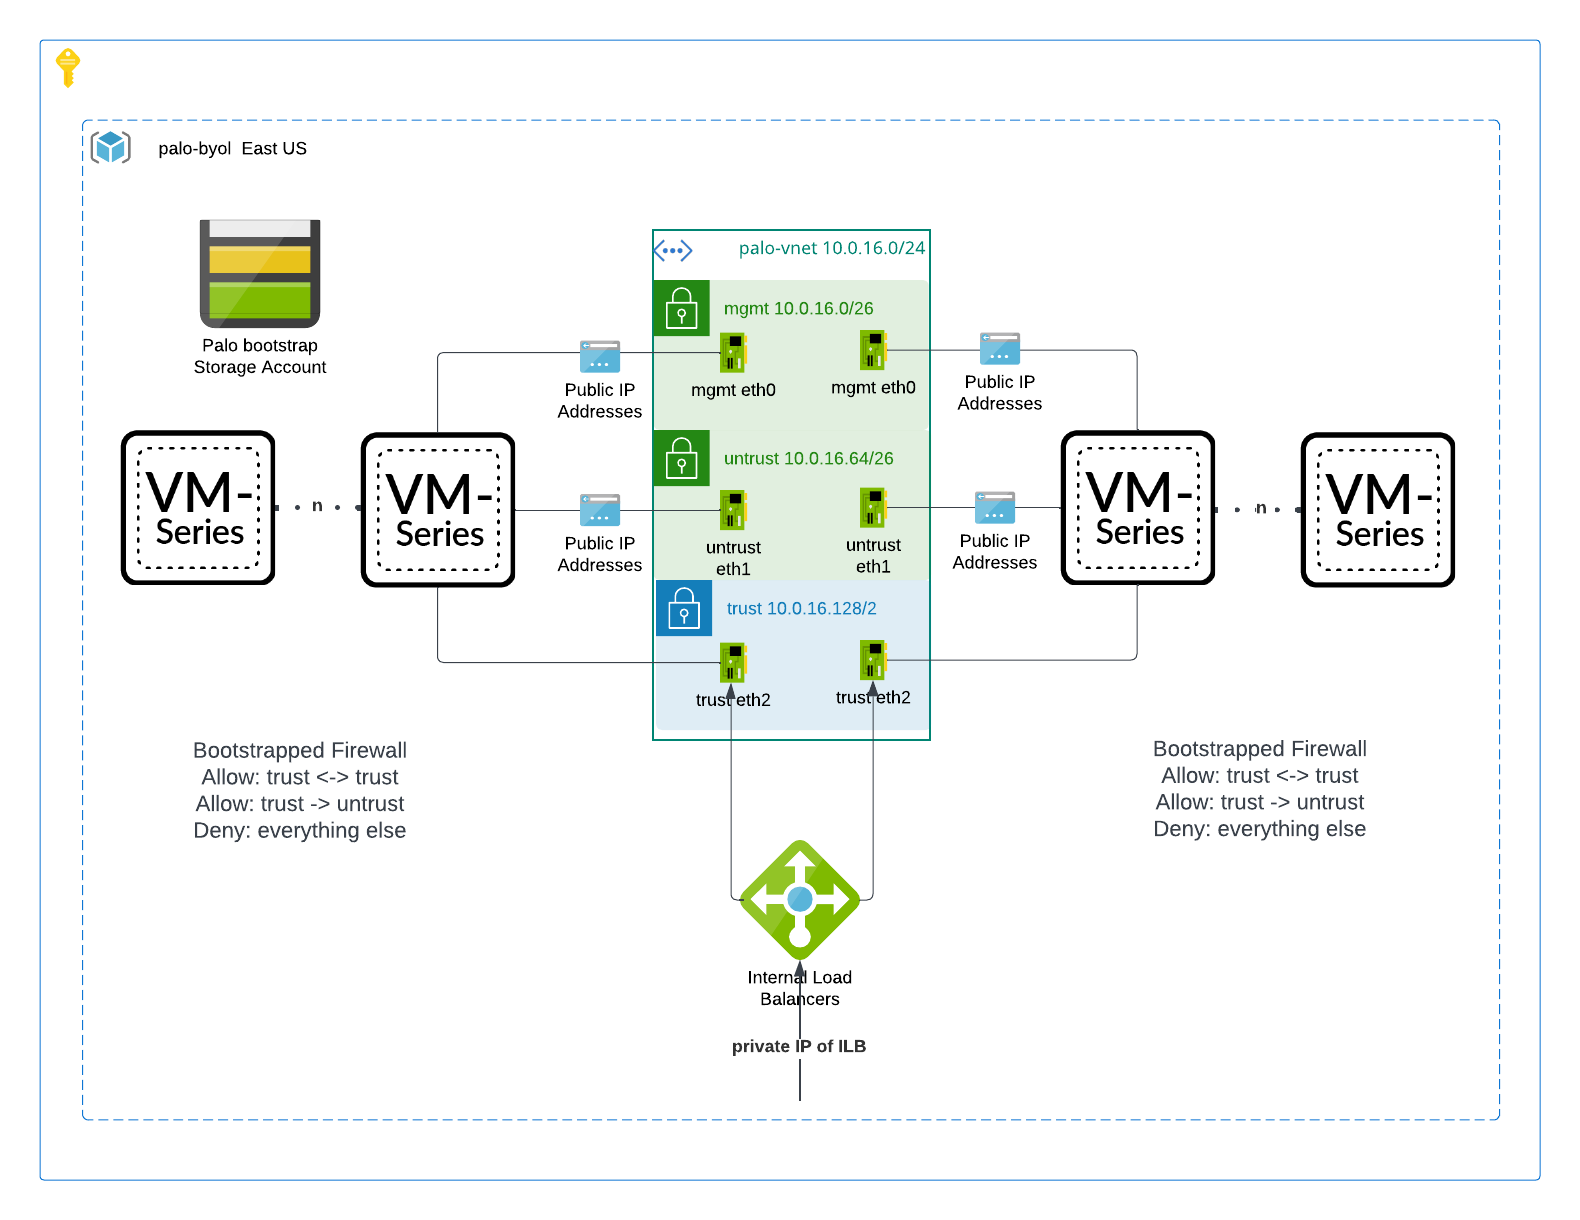 palo-byol  East US
palo-vnet 10.0.16.0/24
mgmt 10.0.16.0/26
Palo bootstrap
Storage Account
Public IP
Addresses
mgmt eth0
mgmt eth0
Public IP
Addresses
untrust 10.0.16.64/26
VM-
Series
n
VM-
Series
Public IP
Addresses
untrust
eth1
untrust
eth1
Public IP
Addresses
VM-
Series
n
VM-
Series
trust 10.0.16.128/2
trust eth2
trust eth2
Bootstrapped Firewall
Allow: trust <-> trust
Allow: trust -> untrust
Deny: everything else
Bootstrapped Firewall
Allow: trust <-> trust
Allow: trust -> untrust
Deny: everything else
Internal Load
Balancers
private IP of ILB